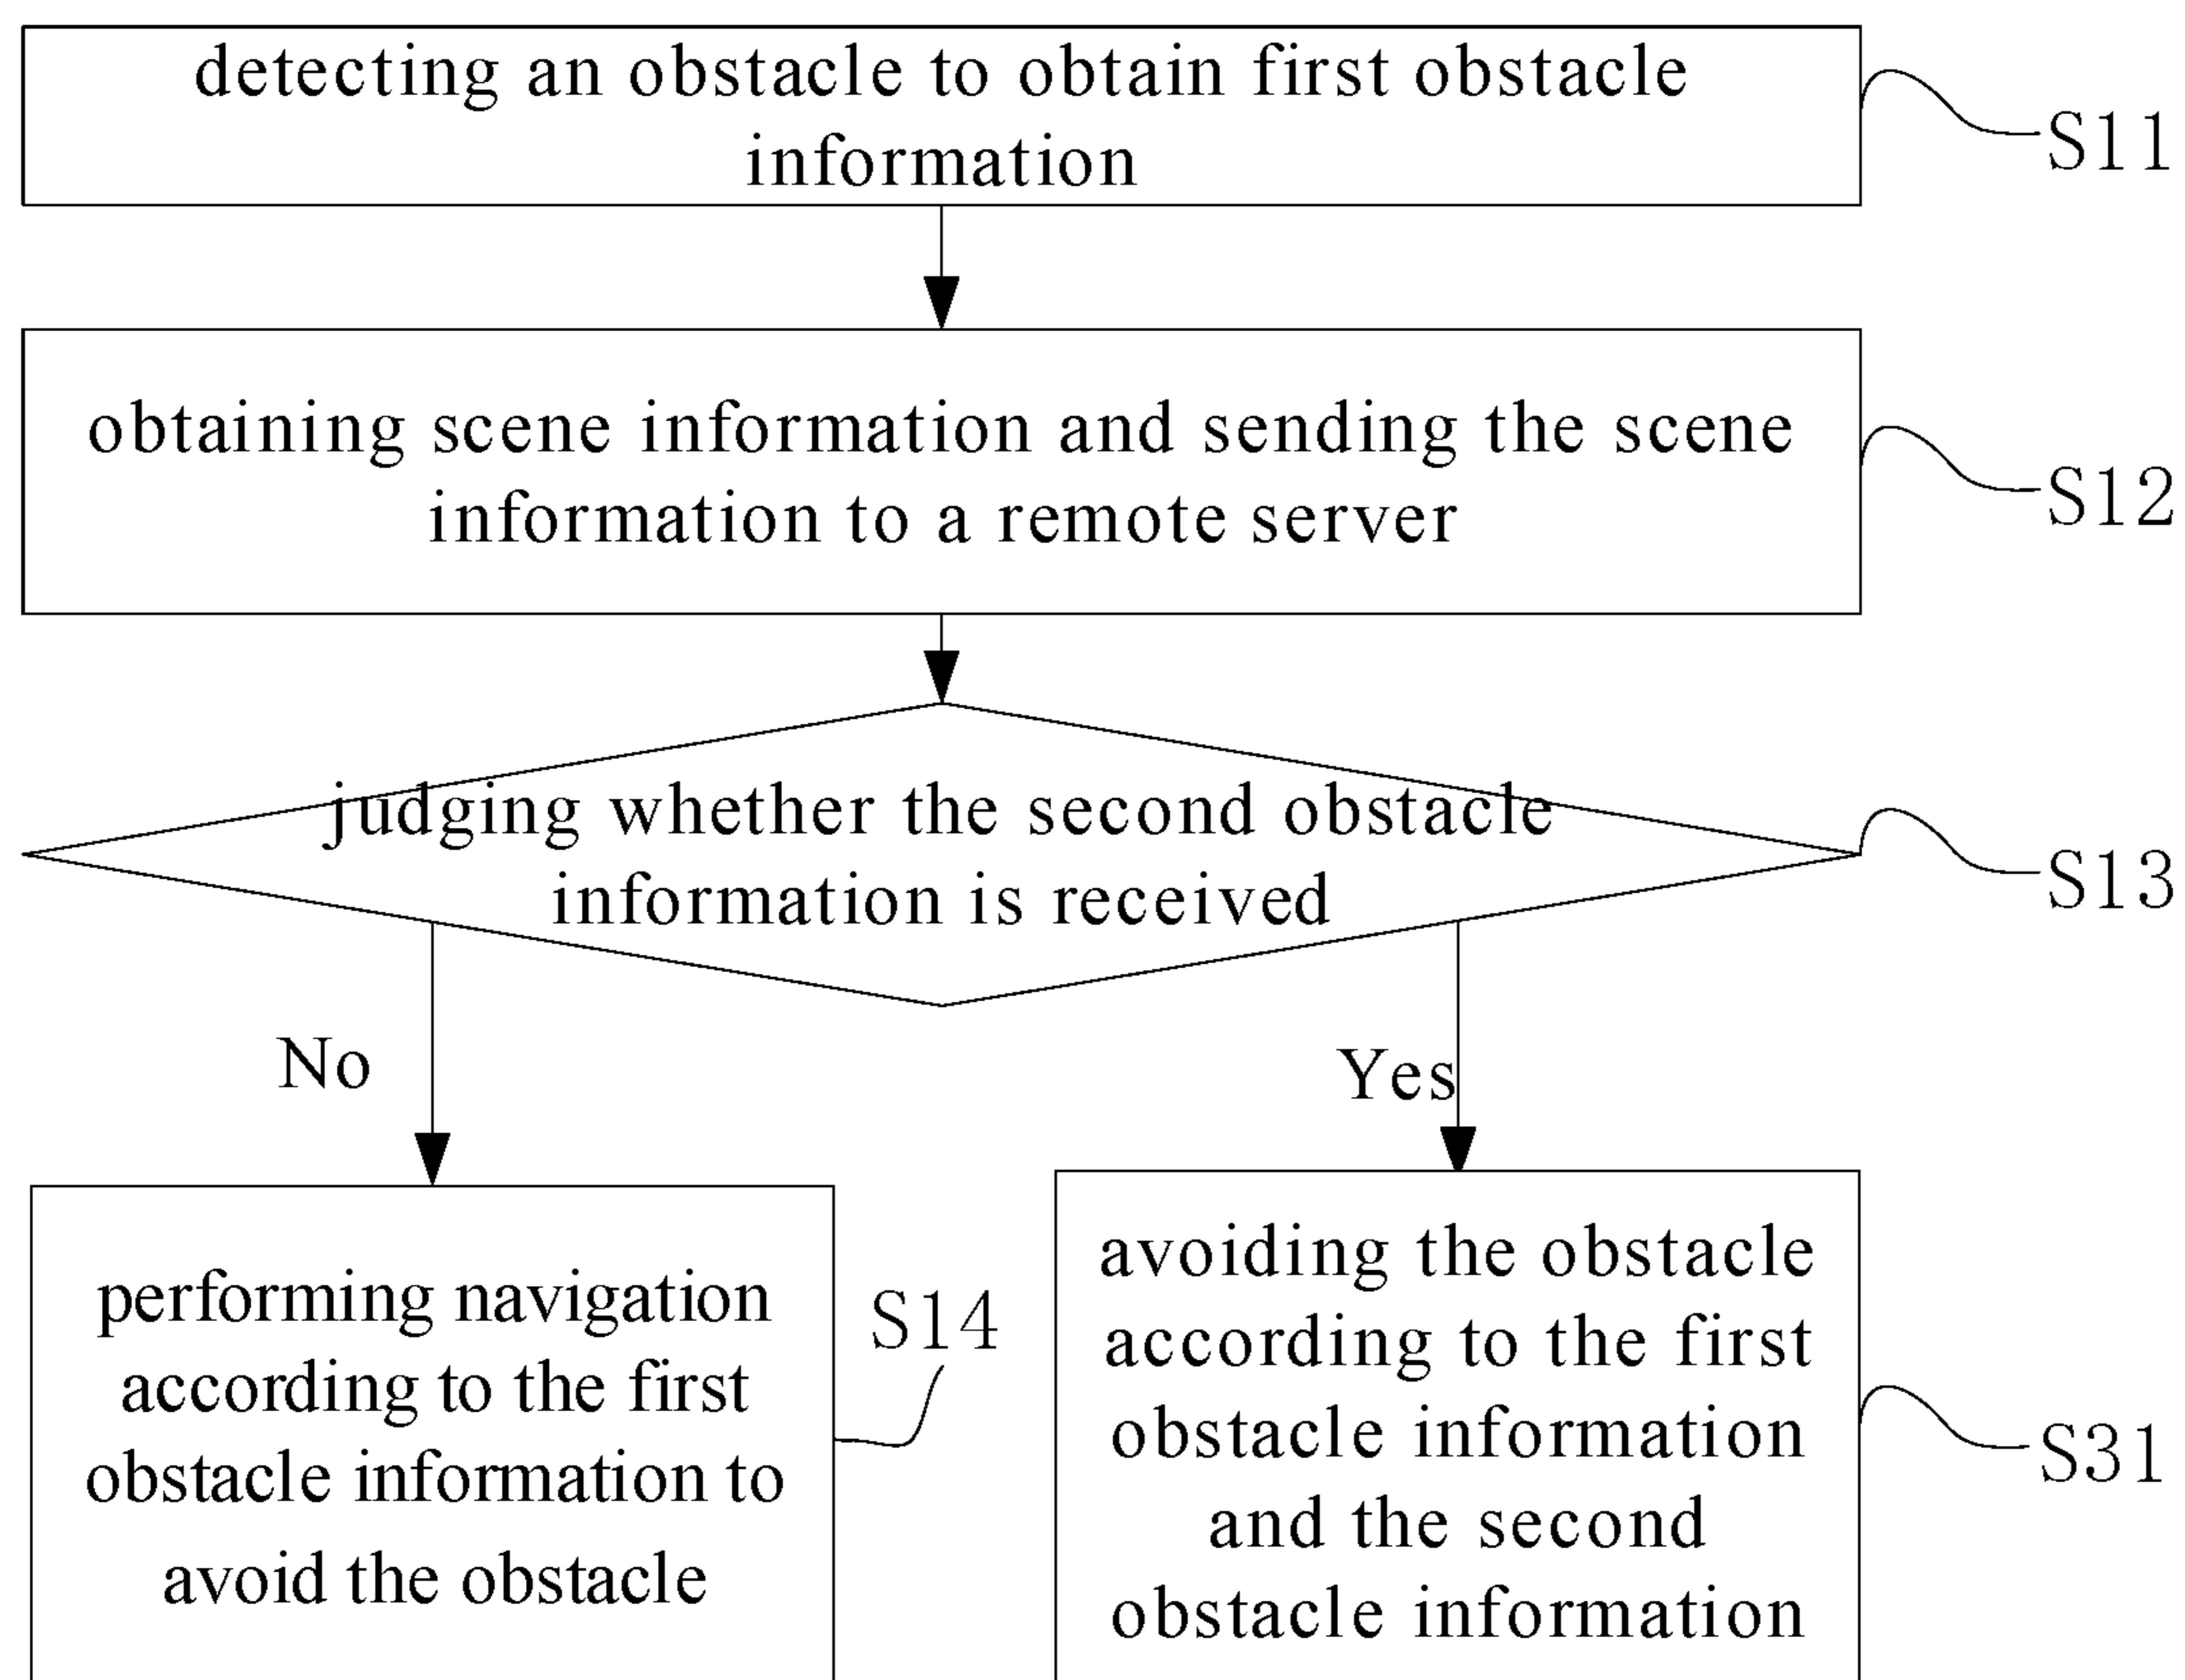 detecting an obstacle to obtain first obstacle
information
S11
obtaining scene information and sending the scene
information to a remote server
S12
judging whether the second obstacle
information is received
S13
No
Yes
performing navigation
according to the first
obstacle information to
avoid the obstacle
S14
avoiding the obstacle
according to the first
obstacle information
and the second
obstacle information
S31